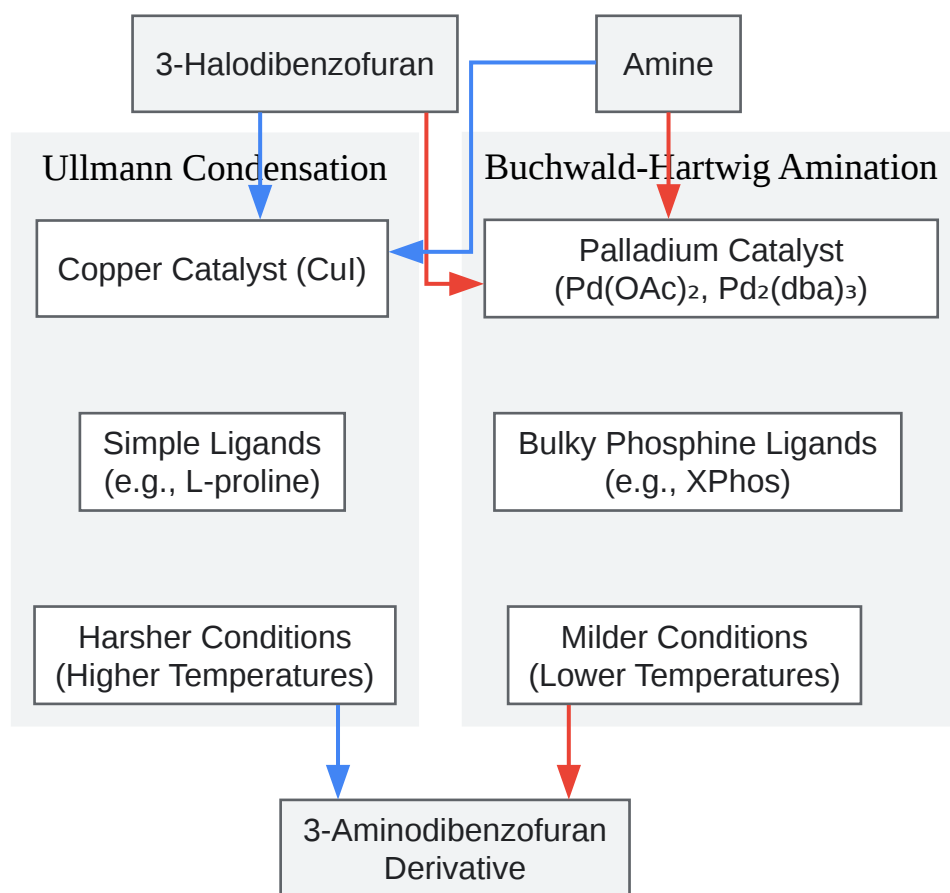 3-Halodibenzofuran
Amine
Ullmann Condensation
Buchwald-Hartwig Amination
Copper Catalyst (CuI)
Palladium Catalyst
(Pd(OAc)₂, Pd₂(dba)₃)
Simple Ligands
(e.g., L-proline)
Bulky Phosphine Ligands
(e.g., XPhos)
Harsher Conditions
(Higher Temperatures)
Milder Conditions
(Lower Temperatures)
3-Aminodibenzofuran
Derivative